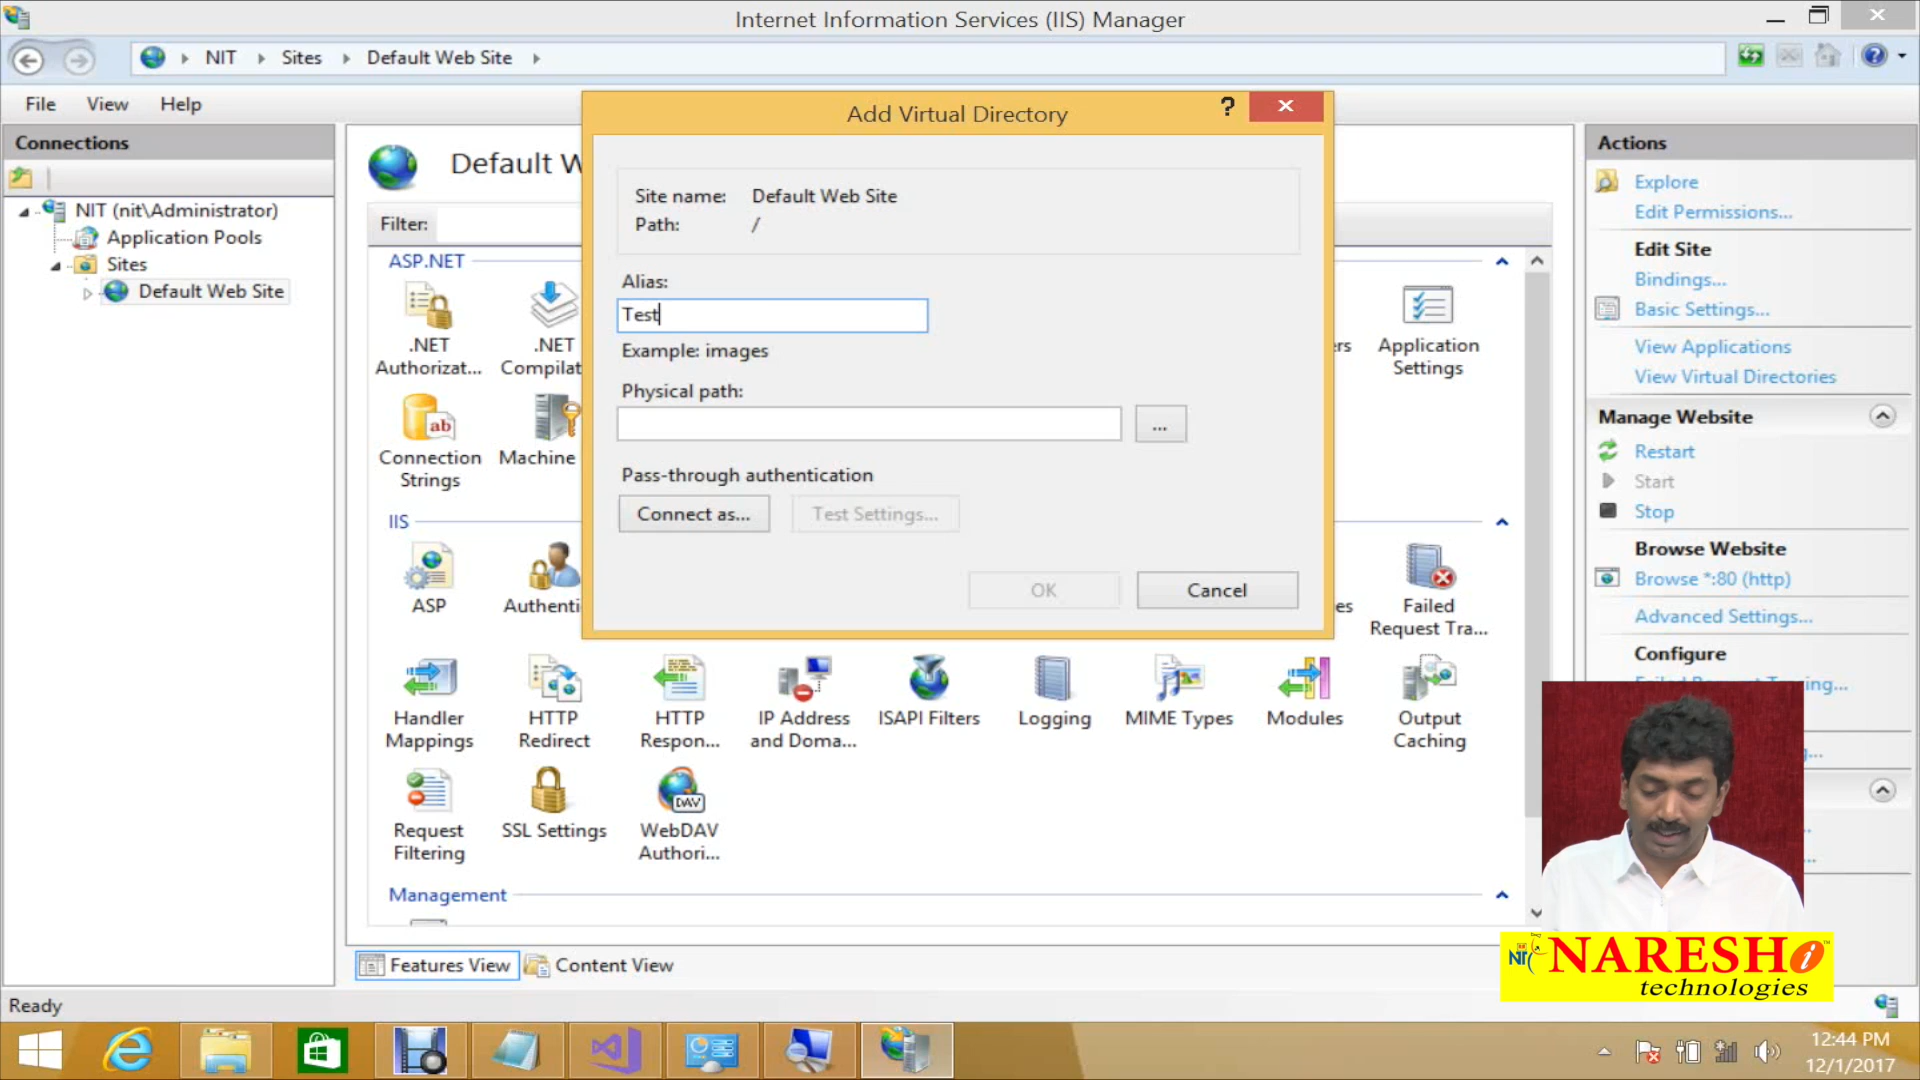 Internet Information Services (IIS) Manager
NIT
Sites
Default Web Site
File
View
Help
Connections
NIT (nit\Administrator)
Application Pools
Sites
Default Web Site
Default W
Filter:
ASP.NET
.NET
Authorizat...
.NET
Compilat
rs
Application
Settings
Connection
Strings
ab
Machine
IIS
ASP
Authenti
es
Failed
Request Tra...
Handler
Mappings
HTTP
Redirect
HTTP
Respon...
IP Address
and Doma...
ISAPI Filters
Logging
MIME Types
Modules
Output
Caching
Request
Filtering
SSL Settings
DAV
WebDAV
Authori...
Management
Features View
Content View
Ready
Add Virtual Directory
?
Site name:
Default Web Site
Path:
/
Alias:
Test
Example: images
Physical path:
...
Pass-through authentication
Connect as...
Test Settings...
OK
Cancel
Actions
Explore
Edit Permissions...
Edit Site
Bindings...
Basic Settings...
View Applications
View Virtual Directories
Manage Website
Restart
Start
Stop
Browse Website
Browse *:80 (http)
Advanced Settings...
Configure
NARESH i
technologies
12:44 PM
12/1/2017